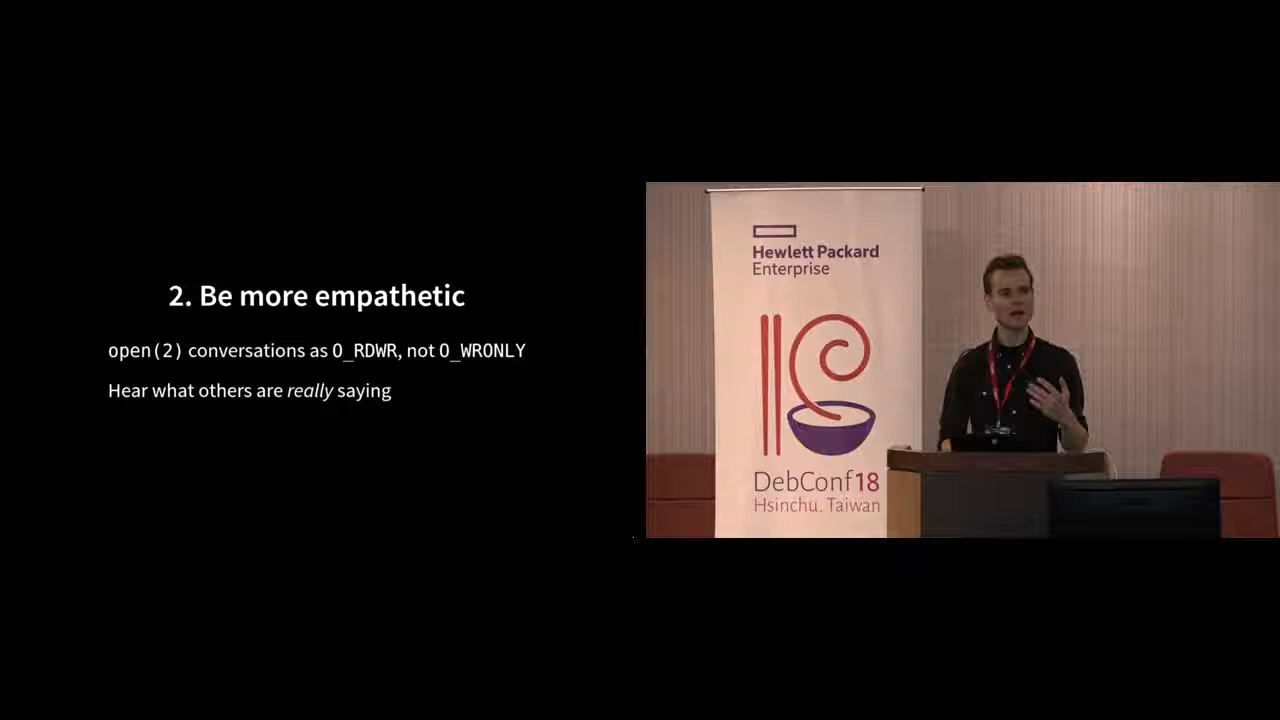 2. Be more empathetic
open(2) conversations as O_RDWR, not O_WRONLY
Hear what others are really saying
Hewlett Packard
Enterprise
DebConf18
Hsinchu. Taiwan